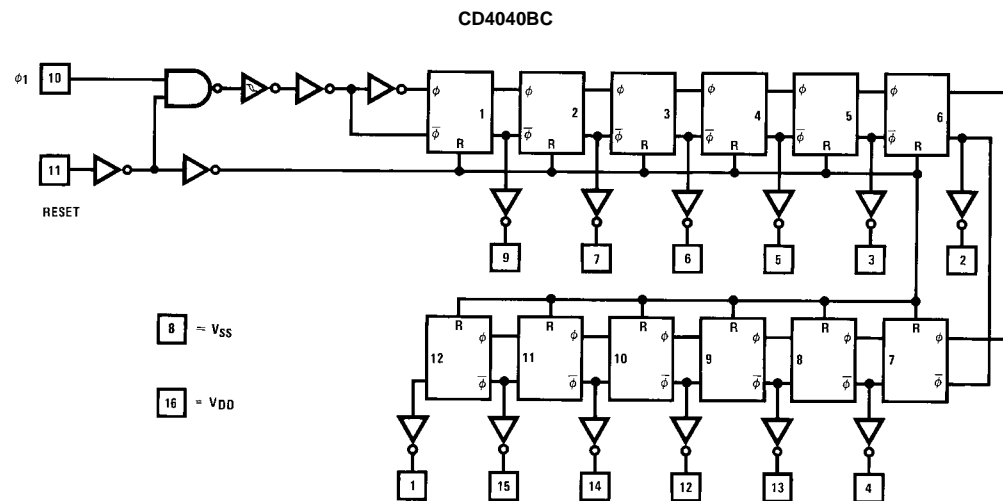 CD4040BC
φ1 10
φ φ φ φ φ φ
1 2 3 4 5 6
φ̅ φ̅ φ̅ φ̅ φ̅ φ̅
R R R R R R
11
RESET
9 7 6 5 3 2
R R R R R R
φ φ φ φ φ φ
12 11 10 9 8 7
φ̅ φ̅ φ̅ φ̅ φ̅ φ̅
8 = VSS
16 = VDD
1 15 14 12 13 4